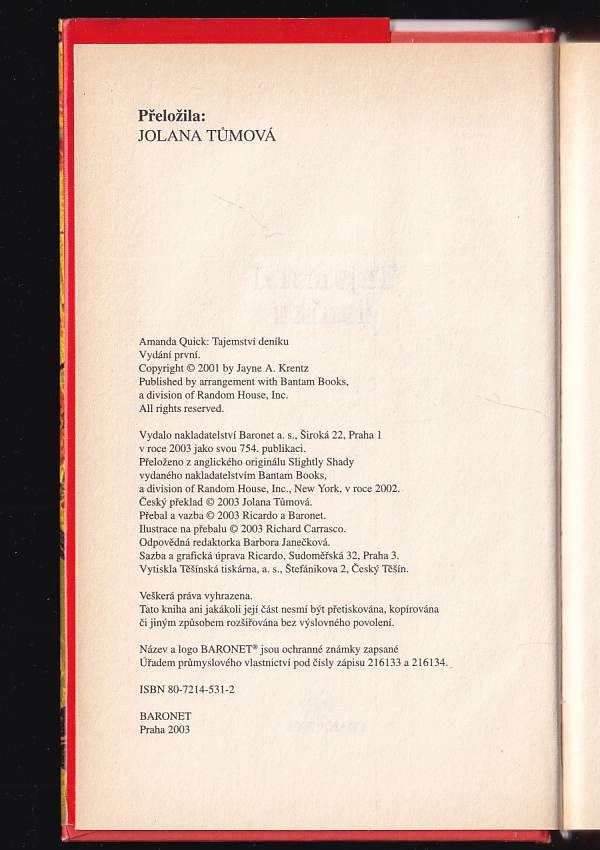 Přeložila:
JOLANA TŮMOVÁ
Amanda Quick: Tajemství deníku
Vydání první.
Copyright © 2001 by Jayne A. Krentz
Published by arrangement with Bantam Books,
a division of Random House, Inc.
All rights reserved.
Vydalo nakladatelství Baronet a. s., Široká 22, Praha 1
v roce 2003 jako svou 754. publikaci.
Přeloženo z anglického originálu Slightly Shady
vydaného nakladatelstvím Bantam Books,
a division of Random House, Inc., New York, v roce 2002.
Český překlad © 2003 Jolana Tůmová.
Přebal a vazba © 2003 Ricardo a Baronet.
Ilustrace na přebalu © 2003 Richard Carrasco.
Odpovědná redaktorka Barbora Janečková.
Sazba a grafická úprava Ricardo, Sudoměřská 32, Praha 3.
Vytiskla Těšínská tiskárna, a. s., Štefánikova 2, Český Těšín.
Veškerá práva vyhrazena.
Tato kniha ani jakákoli její část nesmí být přetiskována, kopírována
či jiným způsobem rozšiřována bez výslovného povolení.
Název a logo BARONET® jsou ochranné známky zapsané
Úřadem průmyslového vlastnictví pod čísly zápisu 216133 a 216134.
ISBN 80-7214-531-2
BARONET
Praha 2003